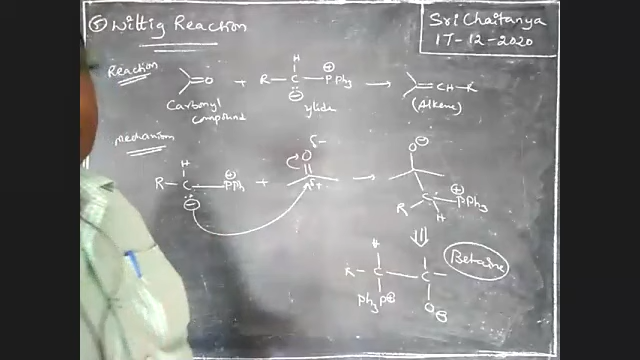 ⑤ Wittig Reaction
Sri Chaitanya
17-12-2020
Reaction
O + R-C-PPh3
H
⊕
⊖
CH-R
Carbonyl compound
ylide
(Alkene)
mechanism
R-C-PPh + O
H
⊖
δ-
δ+
O⊖
R
C
H
PPh3
⊕
Betaine
H
R-C-C-
Ph3P⊕
O
⊖